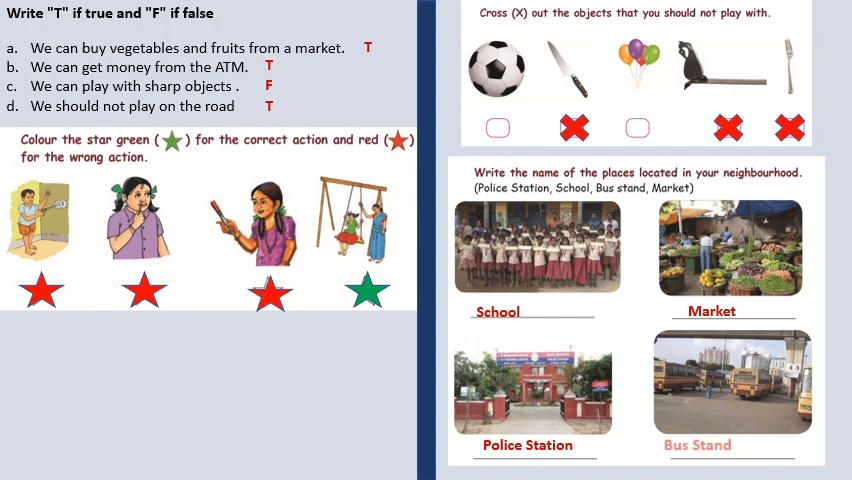 Write "T" if true and "F" if false
a. We can buy vegetables and fruits from a market. T
b. We can get money from the ATM. T
c. We can play with sharp objects . F
d. We should not play on the road T
Colour the star green ( ) for the correct action and red ( )
for the wrong action.
Cross (X) out the objects that you should not play with.
Write the name of the places located in your neighbourhood.
(Police Station, School, Bus stand, Market)
School
Market
Police Station
Bus Stand